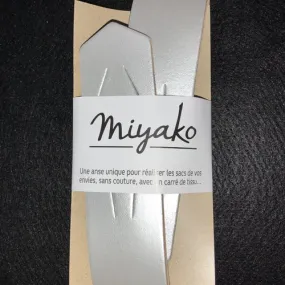 Miyako
Une anse unique pour réaliser les sacs de vos
envies, sans couture, avec un carré de tissu...